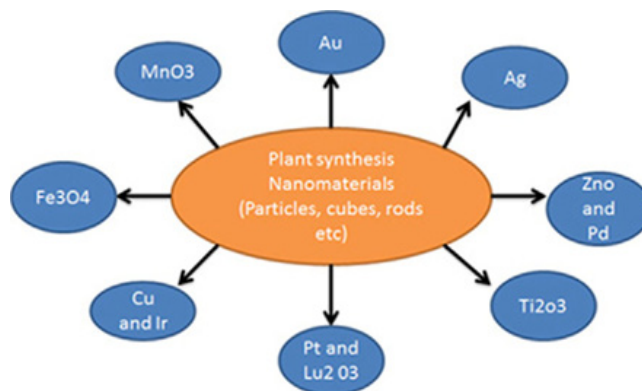 Au
MnO3
Ag
Plant synthesis
Nanomaterials
(Particles, cubes, rods
etc)
Fe3O4
Zno
and
Pd
Cu
and Ir
Ti2o3
Pt and
Lu2 03